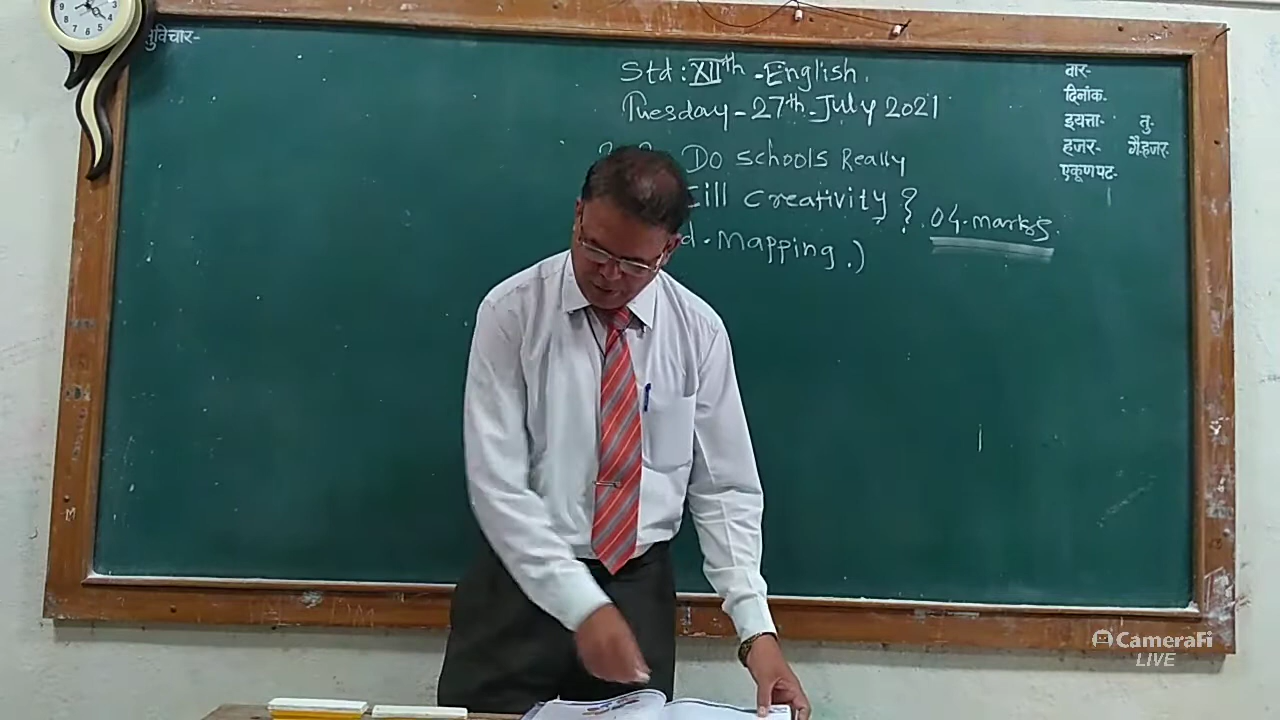 सुविचार-
Std: XIIth - English.
Tuesday - 27th July 2021
Do schools Really
kill Creativity ? 04 marks.
Mapping.)
वार-
दिनांक.
इयत्ता- तु-
हजर- गैहजर-
एकूणपट-
CameraFi
LIVE